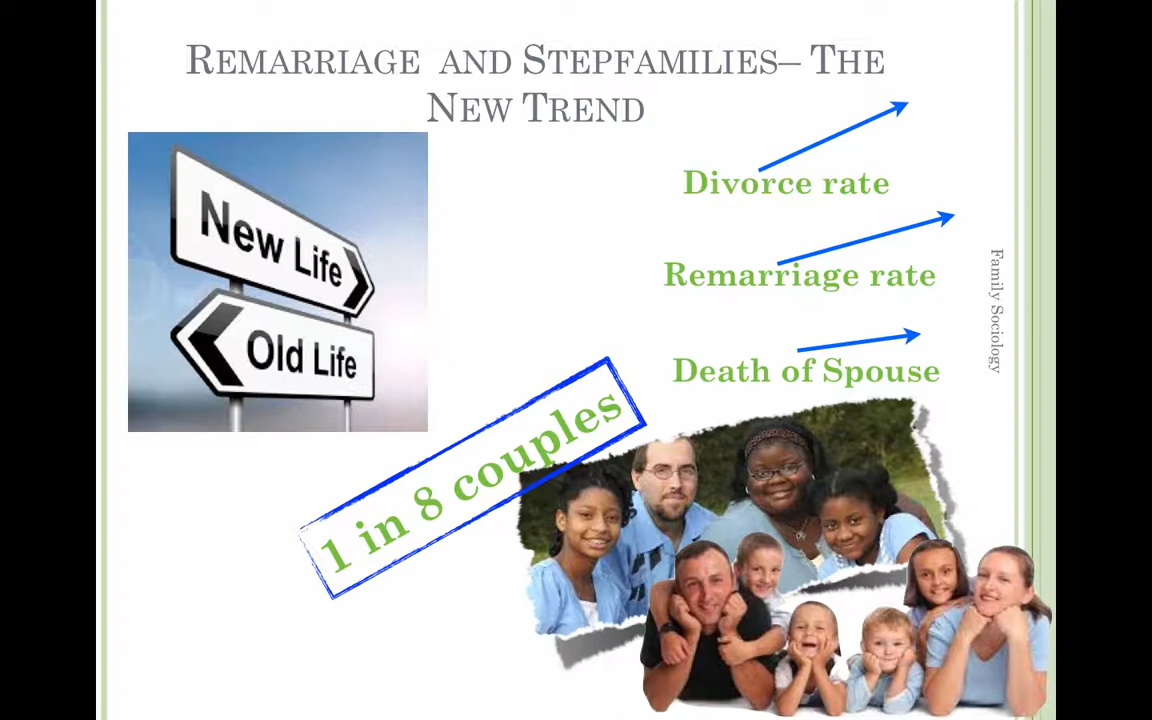 REMARRIAGE AND STEPFAMILIES– THE
NEW TREND
New Life
Old Life
Divorce rate
Remarriage rate
Death of Spouse
1 in 8 couples
Family Sociology